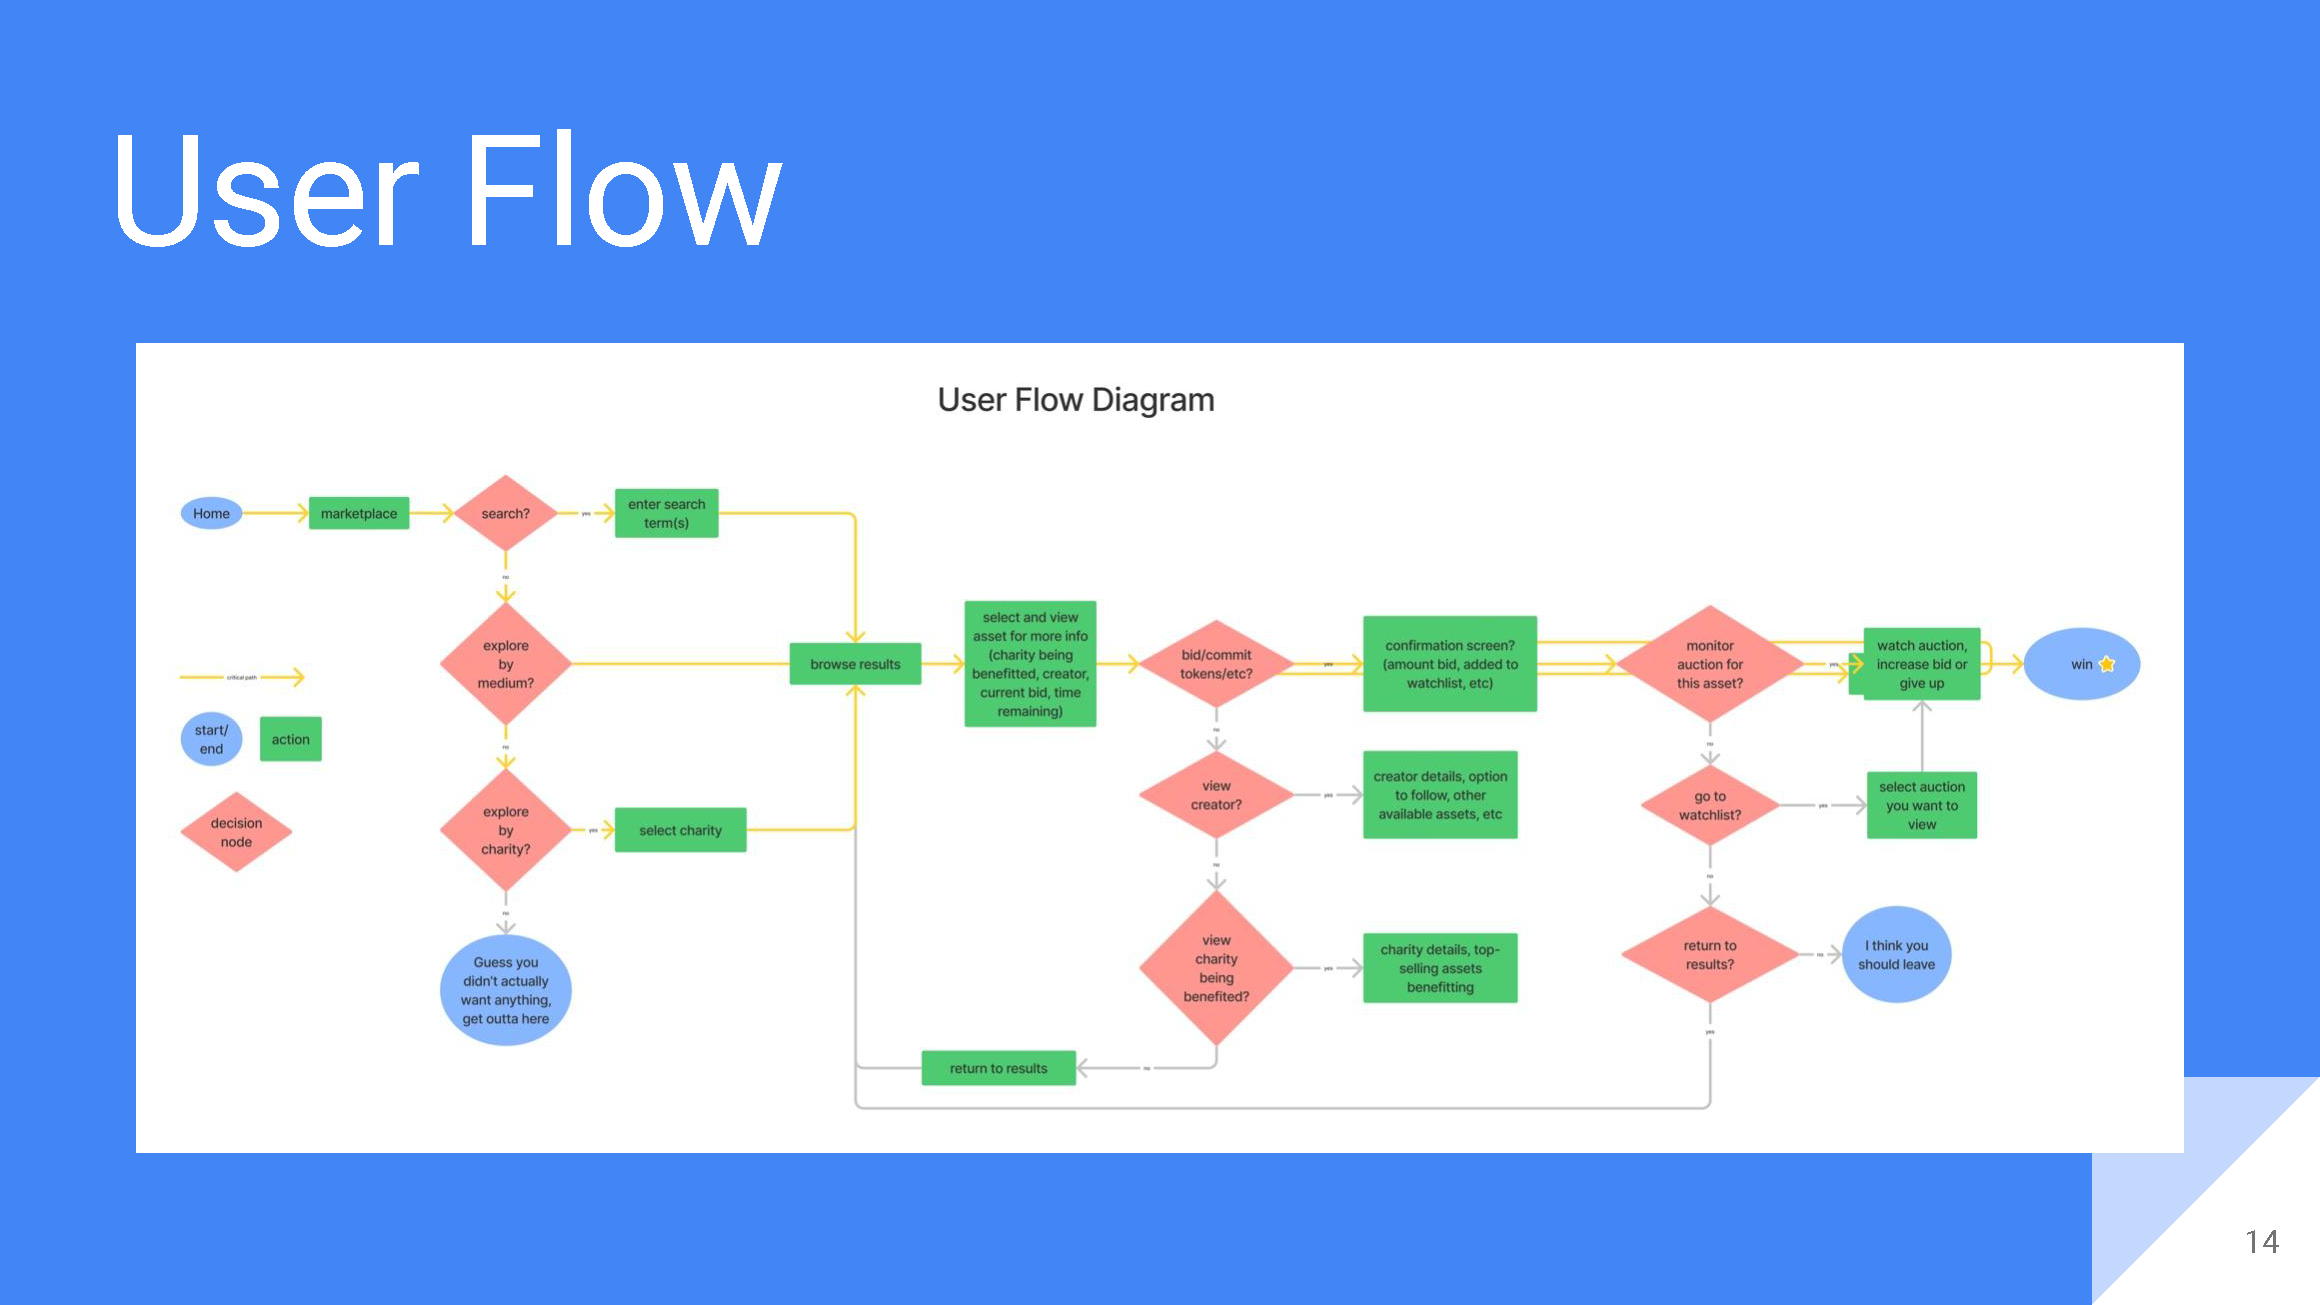 User Flow
User Flow Diagram
Home
marketplace
search?
yes
enter search
term(s)
no
explore
by
medium?
no
explore
by
charity?
yes
select charity
no
Guess you
didn't actually
want anything,
get outta here
critical path
start/
end
action
decision
node
browse results
select and view
asset for more info
(charity being
benefitted, creator,
current bid, time
remaining)
bid/commit
tokens/etc?
yes
confirmation screen?
(amount bid, added to
watchlist, etc)
no
view
creator?
yes
creator details, option
to follow, other
available assets, etc
no
view
charity
being
benefited?
yes
charity details, top-
selling assets
benefitting
no
return to results
monitor
auction for
this asset?
yes
watch auction,
increase bid or
give up
win
no
go to
watchlist?
yes
select auction
you want to
view
no
return to
results?
no
I think you
should leave
yes
14